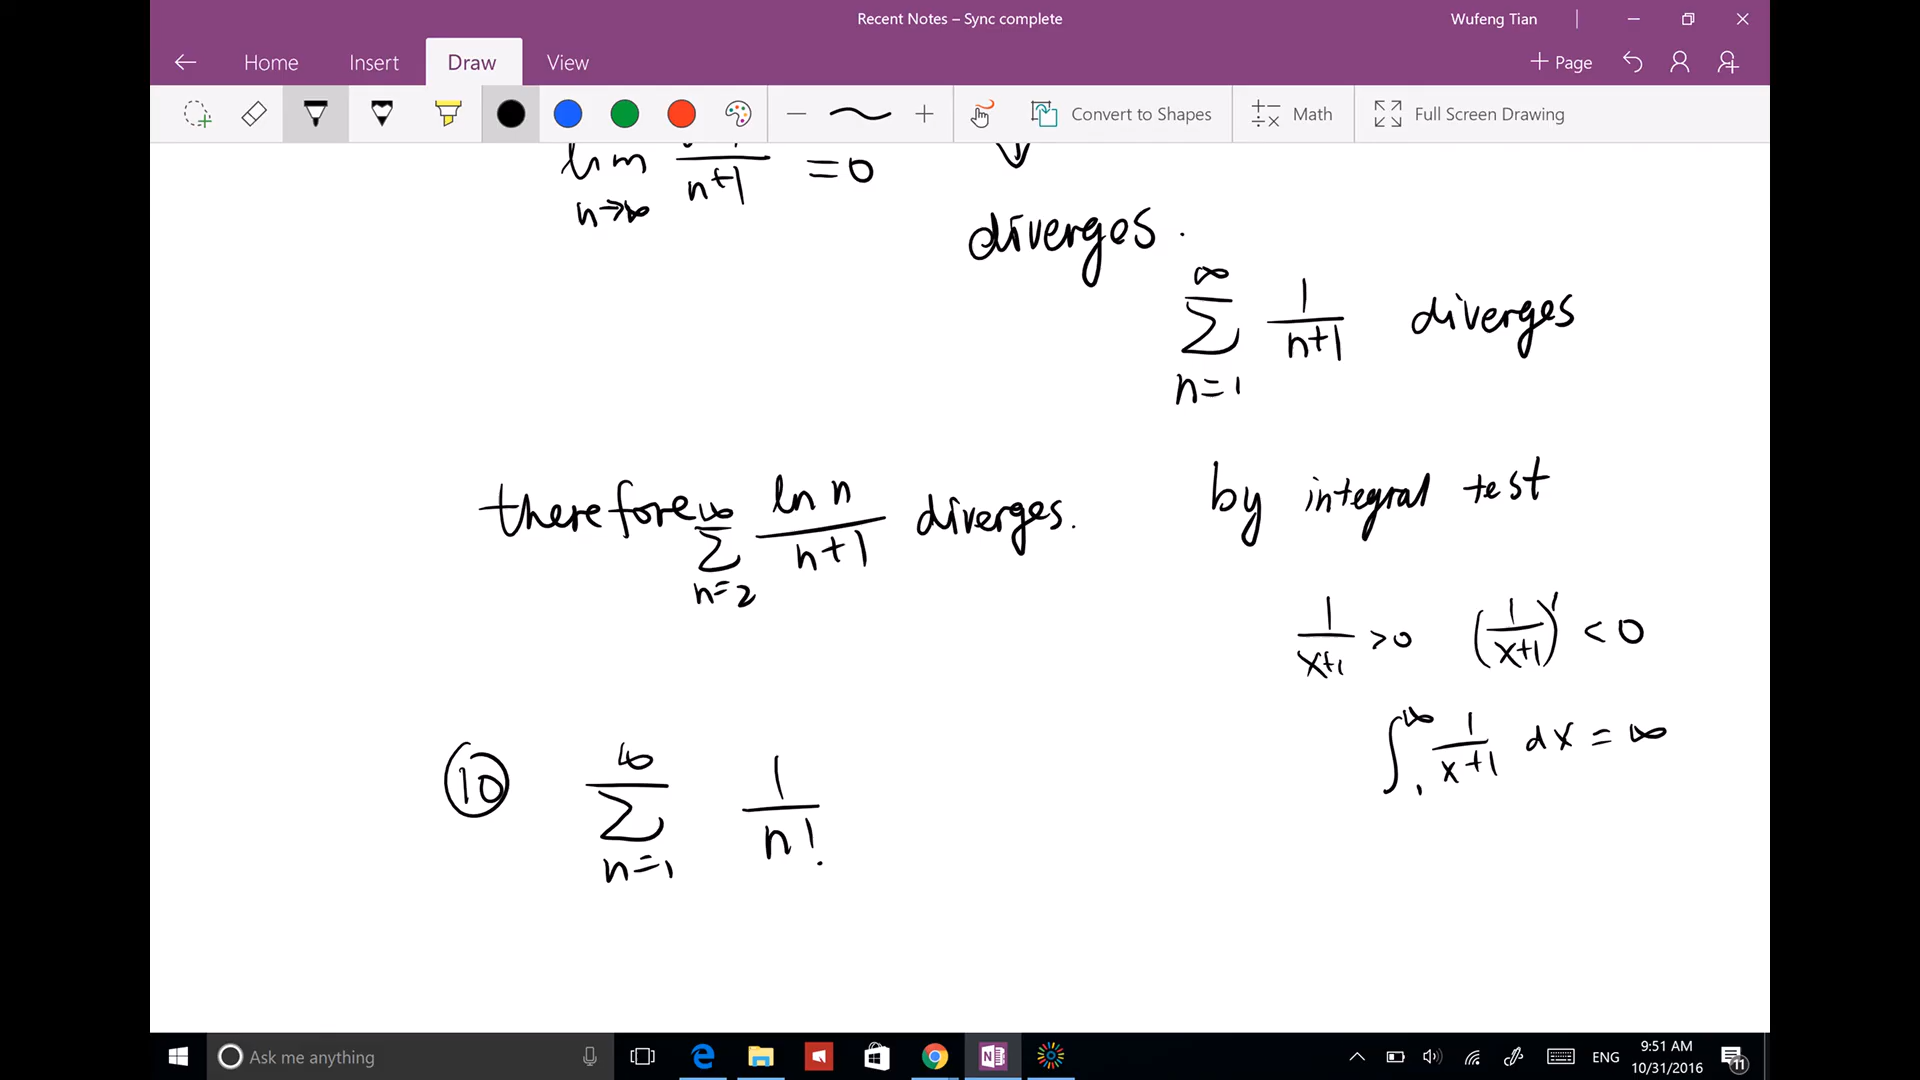 Recent Notes – Sync complete
Wufeng Tian
Home Insert Draw View
Page
Convert to Shapes
Math
Full Screen Drawing
lim n→∞ /(n+1) = 0
diverges.
∑_{n=1}^{∞} 1/(n+1) diverges
therefore ∑_{n=2}^{∞} ln n/(n+1) diverges.
by integral test
1/(x+1) > 0 (1/(x+1))' < 0
∫_1^∞ 1/(x+1) dx = ∞
⑩ ∑_{n=1}^{∞} 1/n!
Ask me anything
ENG
9:51 AM
10/31/2016
11